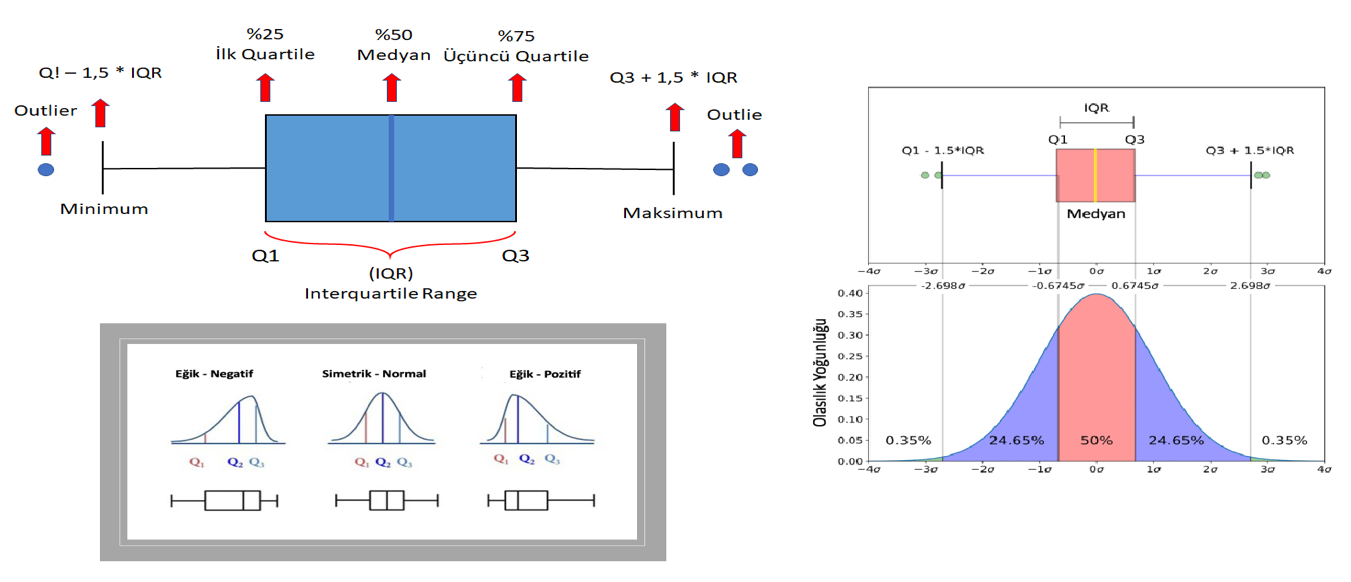 %25
İlk Quartile
%50
Medyan
%75
Üçüncü Quartile
Q! – 1,5 * IQR
Q3 + 1,5 * IQR
Outlier
Outlie
Minimum
Maksimum
Q1
Q3
(IQR)
Interquartile Range
Eğik - Negatif
Simetrik - Normal
Eğik - Pozitif
Q1 Q2 Q3
Q1 Q2 Q3
Q1 Q2 Q3
IQR
Q1
Q3
Q1 - 1.5*IQR
Q3 + 1.5*IQR
Medyan
−4σ −3σ −2σ −1σ 0σ 1σ 2σ 3σ 4σ
-2.698σ -0.6745σ 0.6745σ 2.698σ
Olasılık Yoğunluğu
0.40
0.35
0.30
0.25
0.20
0.15
0.10
0.05
0.00
0.35% 24.65% 50% 24.65% 0.35%
−4σ −3σ −2σ −1σ 0σ 1σ 2σ 3σ 4σ